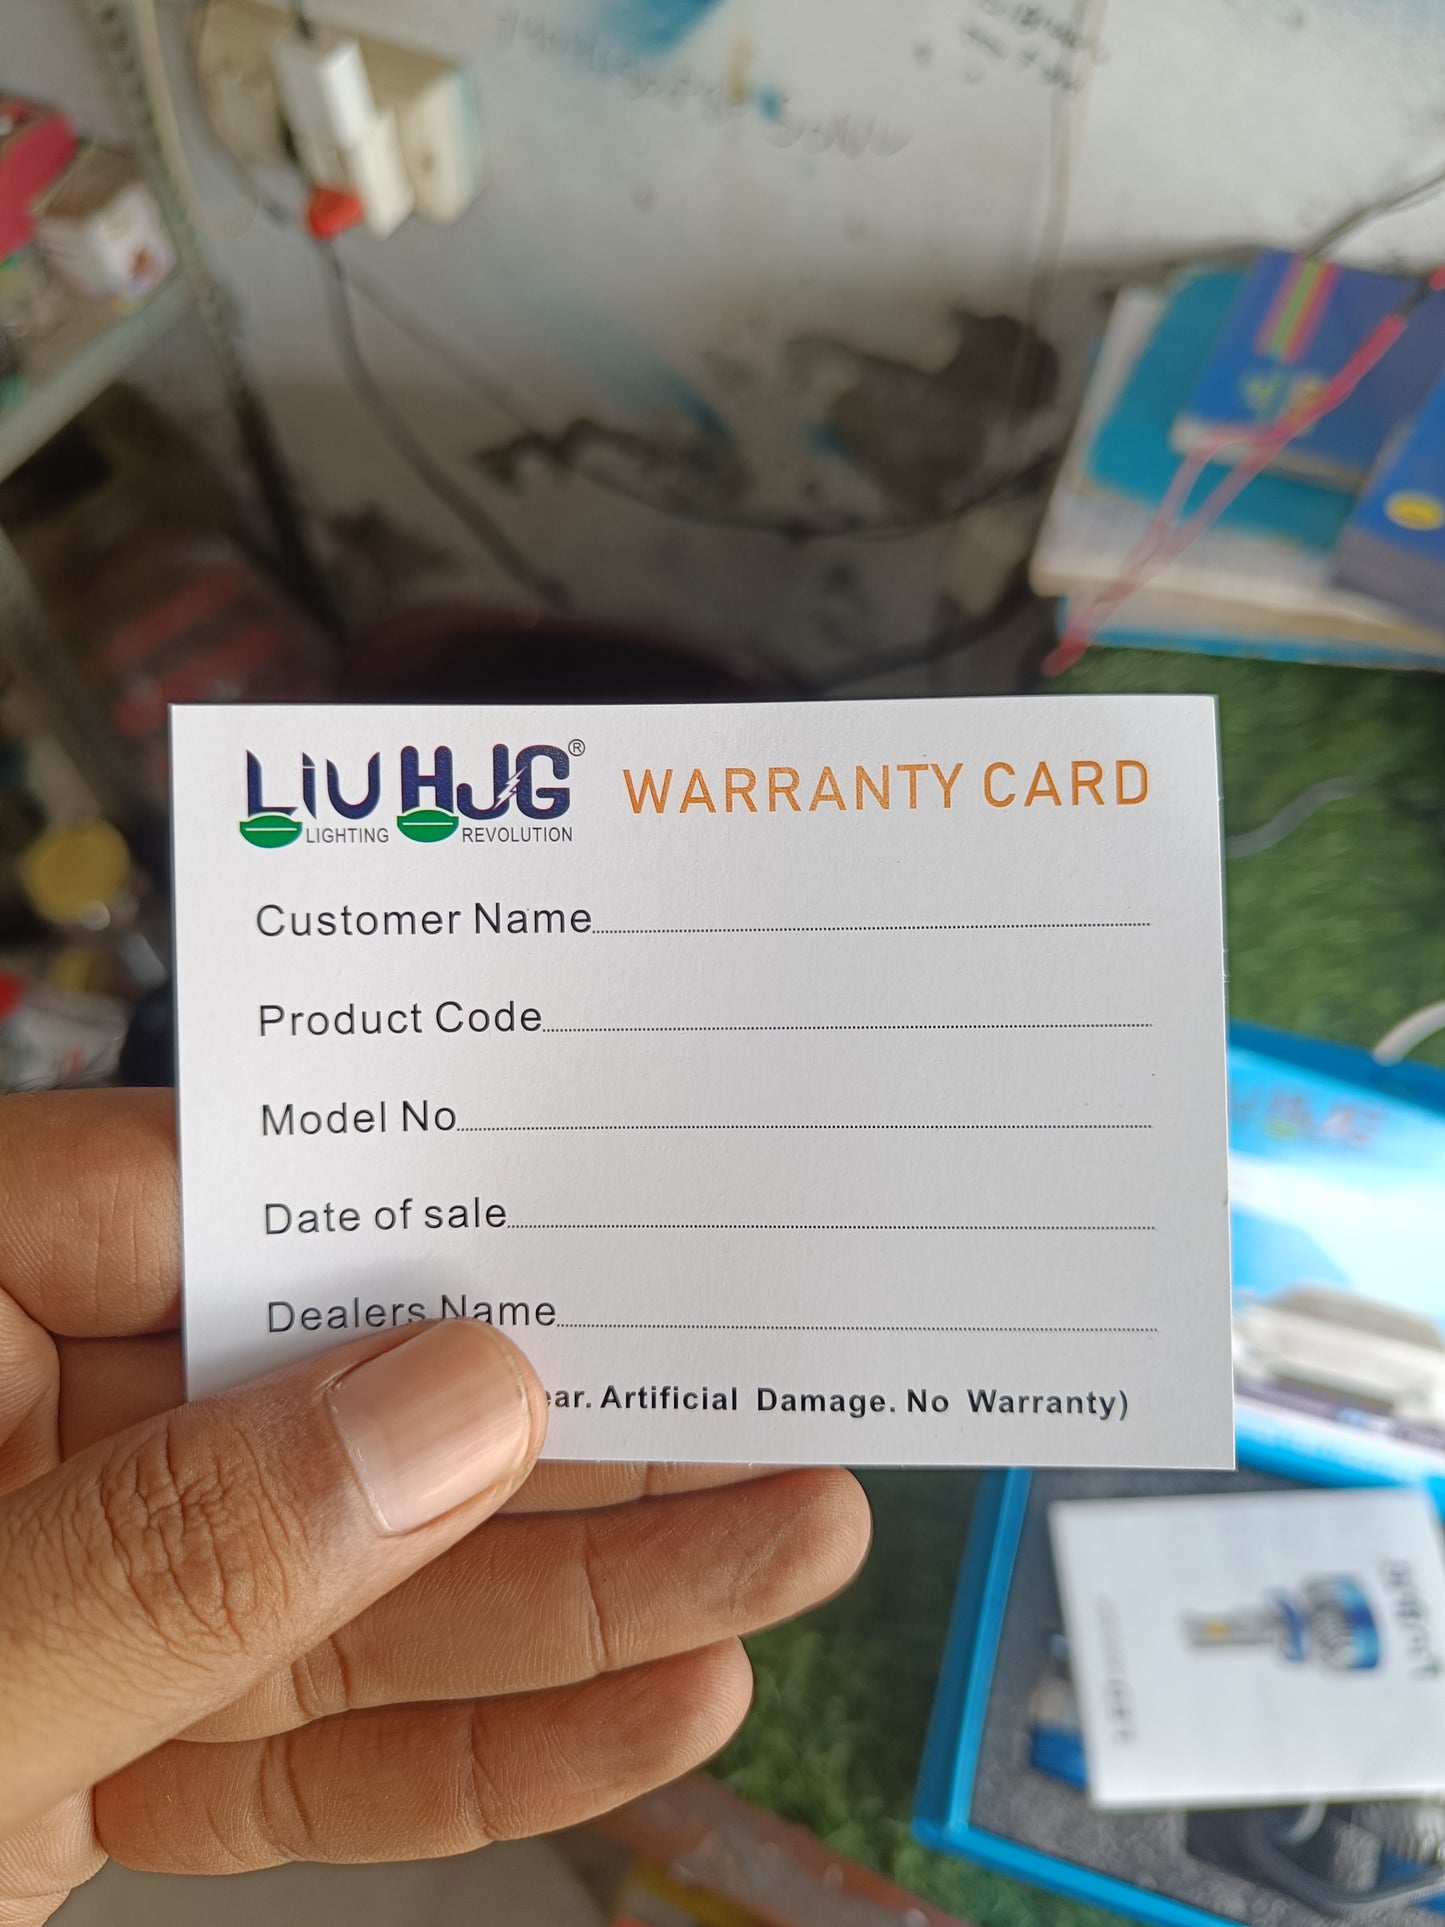 LiU HJG®
LIGHTING REVOLUTION
WARRANTY CARD
Customer Name
Product Code
Model No
Date of sale
Dealers Name
ear. Artificial Damage. No Warranty)